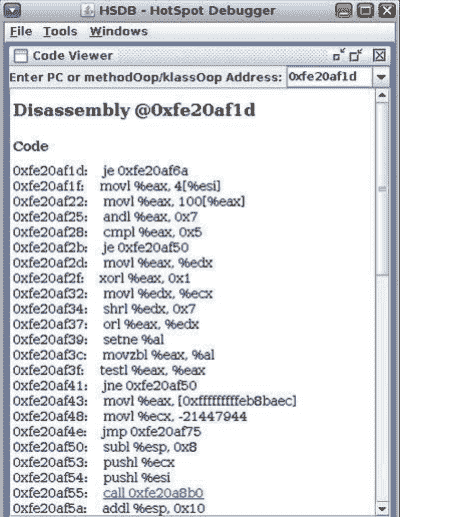 HSDB - HotSpot Debugger
File Tools Windows
Code Viewer
Enter PC or methodOop/klassOop Address: 0xfe20af1d
Disassembly @0xfe20af1d
Code
0xfe20af1d: je 0xfe20af6a
0xfe20af1f: movl %eax, 4[%esi]
0xfe20af22: movl %eax, 100[%eax]
0xfe20af25: andl %eax, 0x7
0xfe20af28: cmpl %eax, 0x5
0xfe20af2b: je 0xfe20af50
0xfe20af2d: movl %eax, %edx
0xfe20af2f: xorl %eax, 0x1
0xfe20af32: movl %edx, %ecx
0xfe20af34: shrl %edx, 0x7
0xfe20af37: orl %eax, %edx
0xfe20af39: setne %al
0xfe20af3c: movzbl %eax, %al
0xfe20af3f: testl %eax, %eax
0xfe20af41: jne 0xfe20af50
0xfe20af43: movl %eax, [0xfffffffffeb8baec]
0xfe20af48: movl %ecx, -21447944
0xfe20af4e: jmp 0xfe20af75
0xfe20af50: subl %esp, 0x8
0xfe20af53: pushl %ecx
0xfe20af54: pushl %esi
0xfe20af55: call 0xfe20a8b0
0xfe20af5a: addl %esp, 0x10